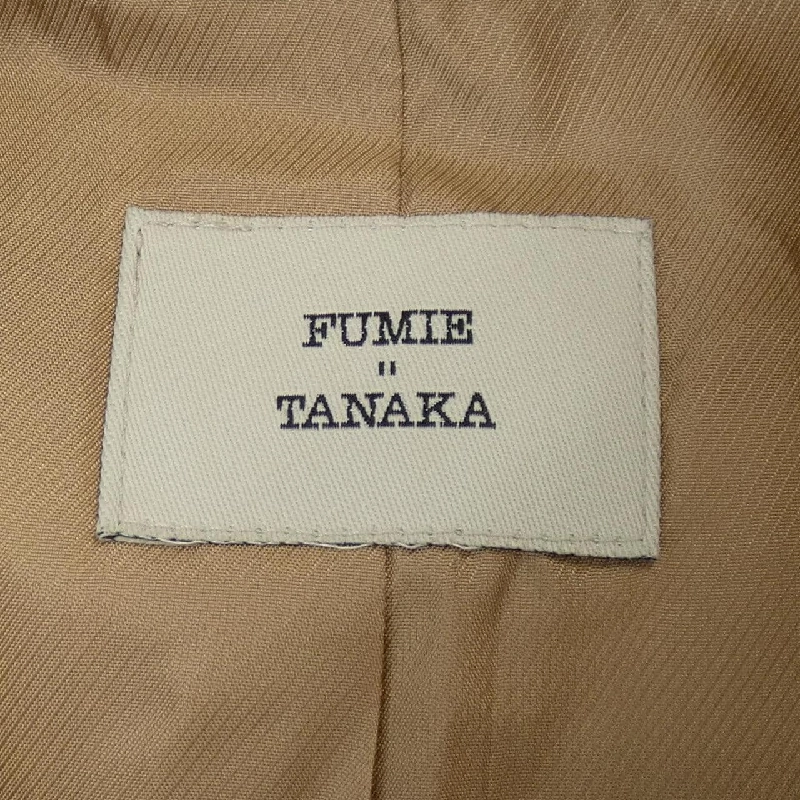 FUMIE
"
TANAKA